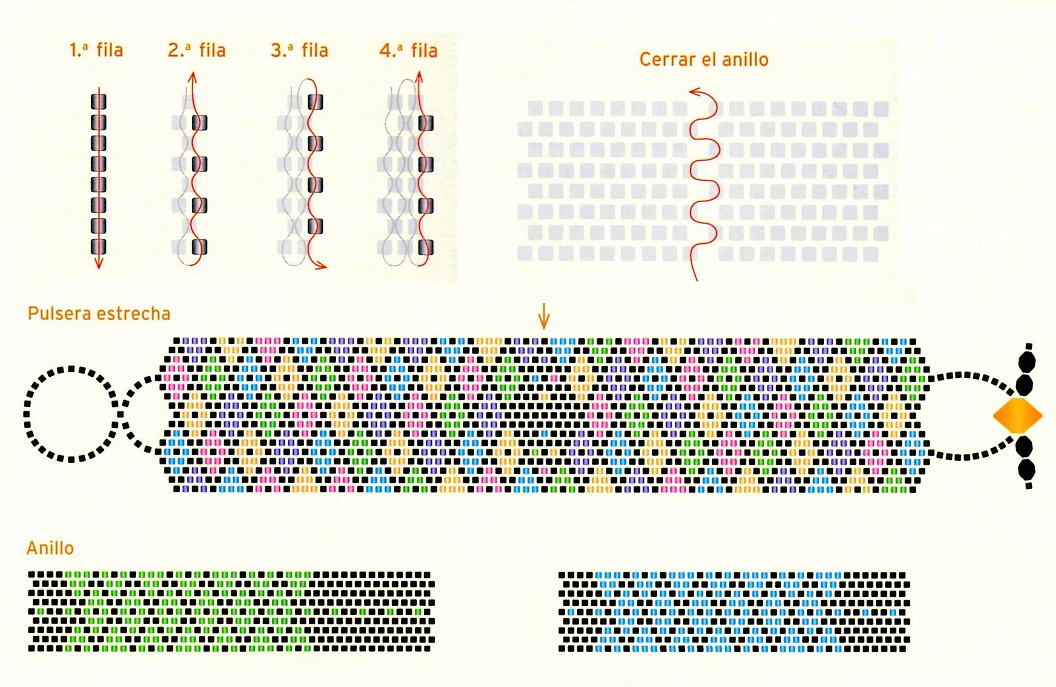 1.ª fila
2.ª fila
3.ª fila
4.ª fila
Cerrar el anillo
Pulsera estrecha
Anillo